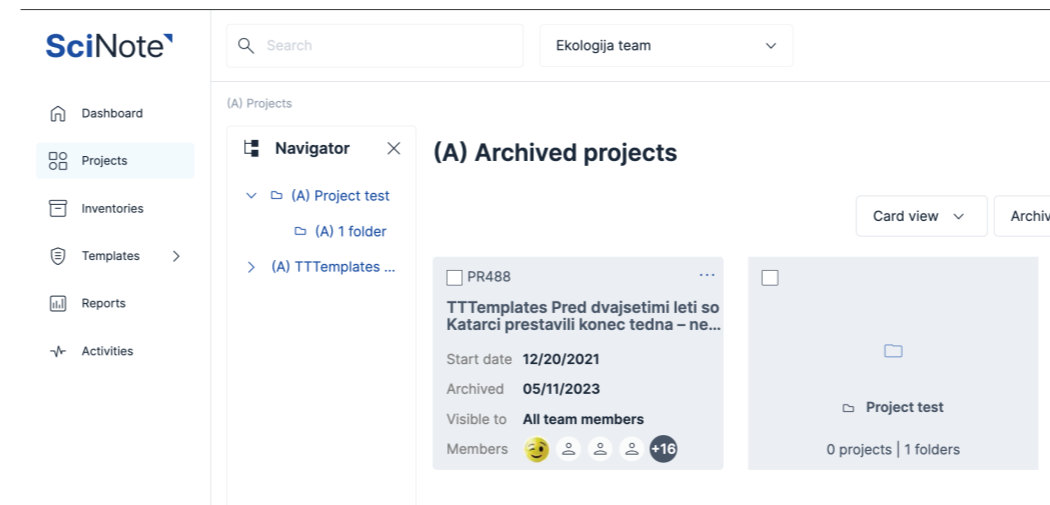 SciNote
Search
Ekologija team
Dashboard
Projects
Inventories
Templates
Reports
Activities
(A) Projects
Navigator
(A) Project test
(A) 1 folder
(A) TTTemplates ...
(A) Archived projects
Card view
Archiv
PR488
TTTemplates Pred dvajsetimi leti so
Katarci prestavili konec tedna – ne...
Start date 12/20/2021
Archived 05/11/2023
Visible to All team members
Members +16
Project test
0 projects | 1 folders